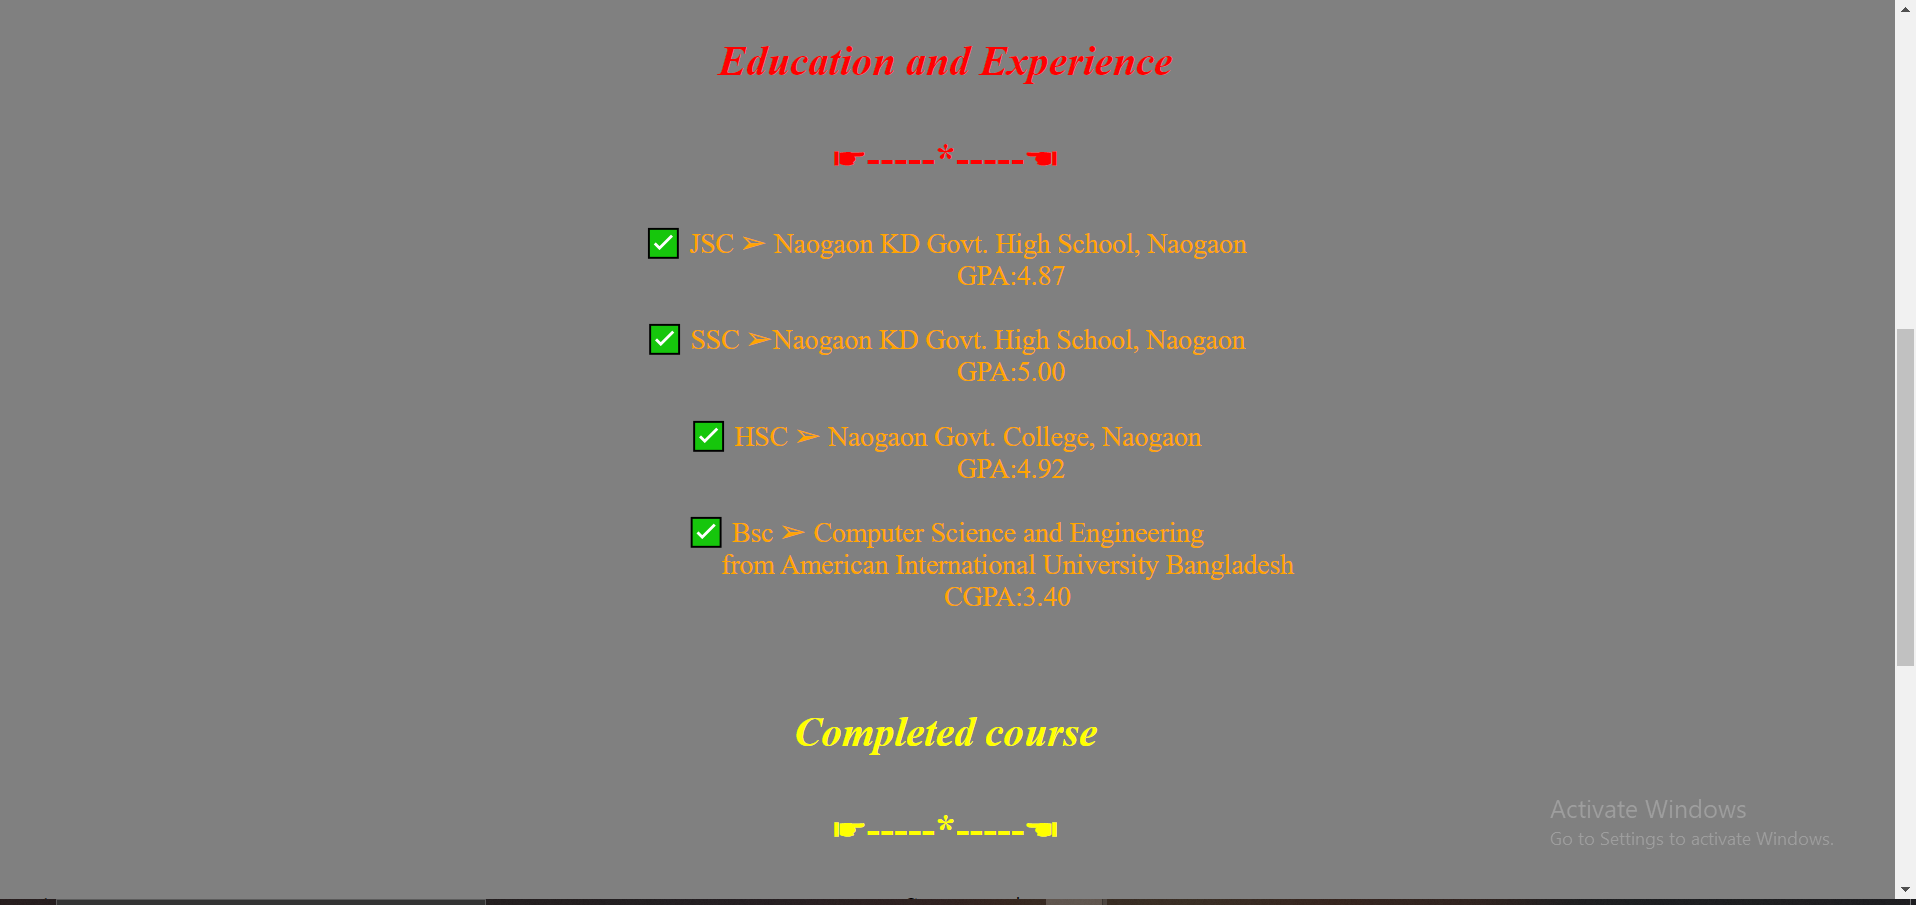 Education and Experience
☛-----*-----☚
✅ JSC ➢ Naogaon KD Govt. High School, Naogaon
GPA:4.87
✅ SSC ➢Naogaon KD Govt. High School, Naogaon
GPA:5.00
✅ HSC ➢ Naogaon Govt. College, Naogaon
GPA:4.92
✅ Bsc ➢ Computer Science and Engineering
from American International University Bangladesh
CGPA:3.40
Completed course
☛-----*-----☚
Activate Windows
Go to Settings to activate Windows.